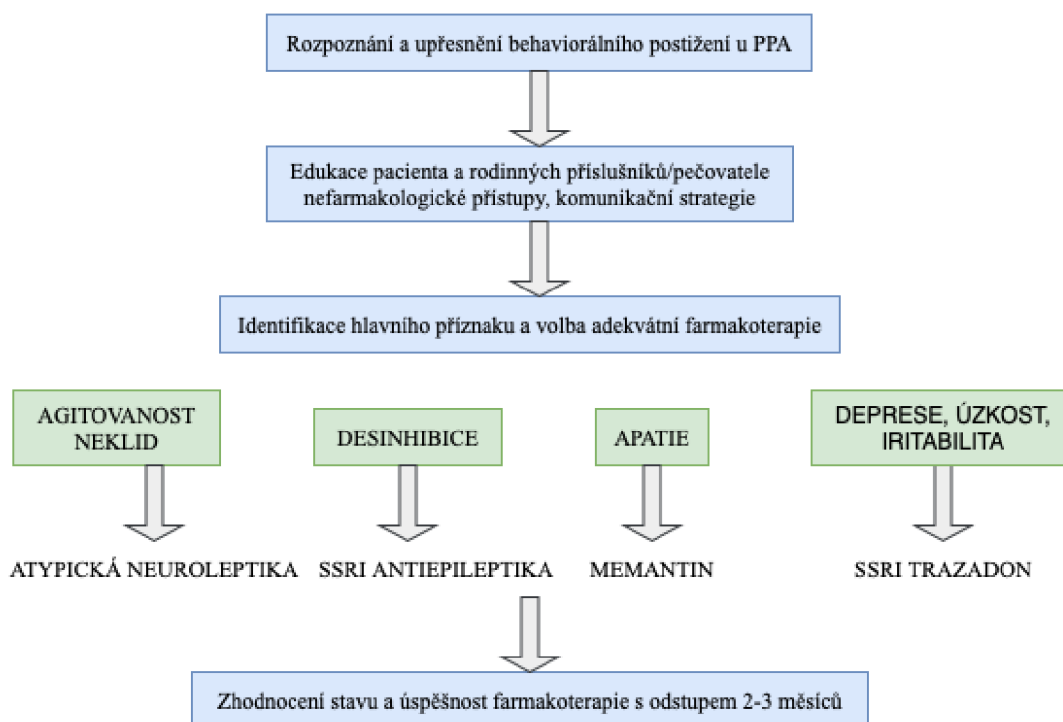 Rozpoznání a upřesnění behaviorálního postižení u PPA
Edukace pacienta a rodinných příslušníků/pečovatele
nefarmakologické přístupy, komunikační strategie
Identifikace hlavního příznaku a volba adekvátní farmakoterapie
AGITOVANOST
NEKLID
DESINHIBICE
APATIE
DEPRESE, ÚZKOST,
IRITABILITA
ATYPICKÁ NEUROLEPTIKA
SSRI ANTIEPILEPTIKA
MEMANTIN
SSRI TRAZADON
Zhodnocení stavu a úspěšnost farmakoterapie s odstupem 2-3 měsíců